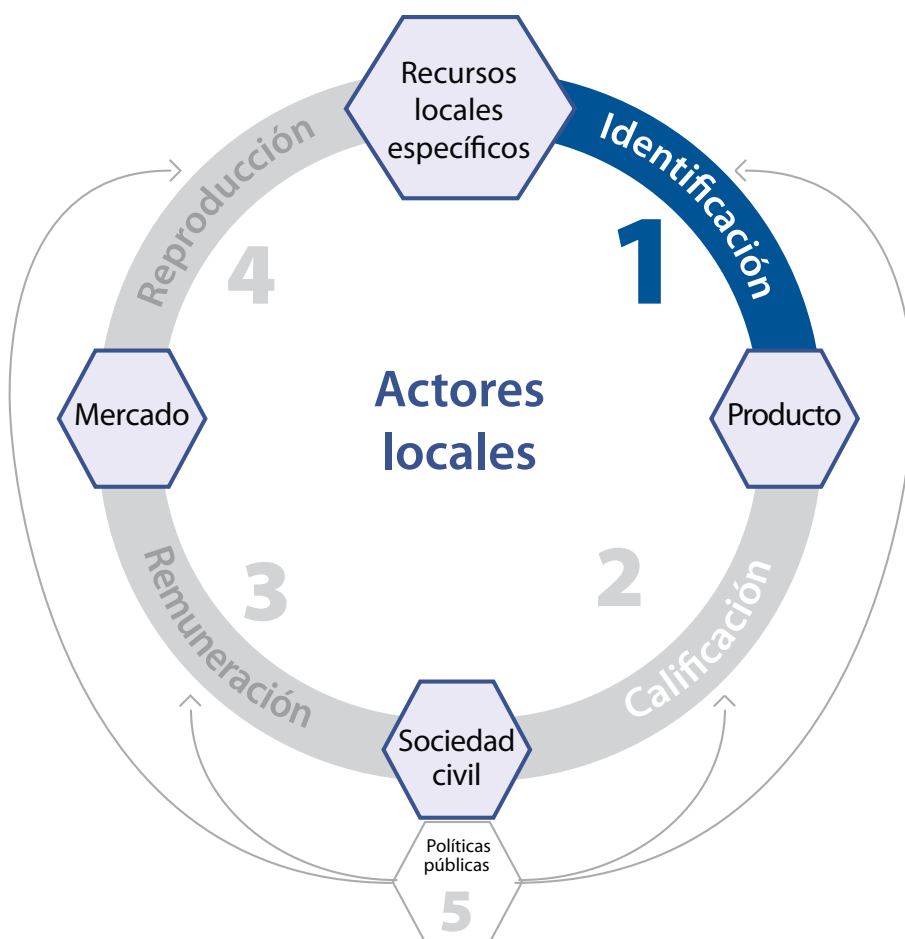 Recursos
locales
específicos
Identificación
1
Reproducción
4
Mercado
Actores
locales
Producto
Remuneración
3
2
Calificación
Sociedad
civil
Políticas
públicas
5